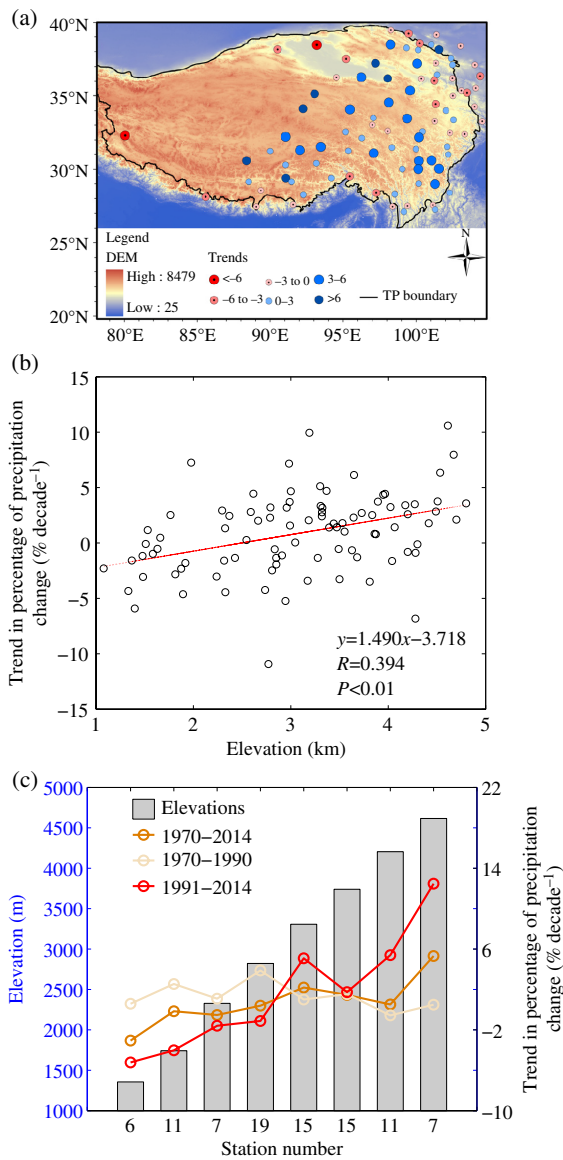 (a)
40°N
35°N
30°N
25°N
20°N
N
Legend
DEM
High : 8479
Low : 25
Trends
<−6
−3 to 0
3–6
−6 to −3
0–3
>6
TP boundary
80°E
85°E
90°E
95°E
100°E
(b)
15
10
5
0
−5
−10
−15
Trend in percentage of precipitation
change (% decade⁻¹)
y=1.490x−3.718
R=0.394
P<0.01
1
2
3
4
5
Elevation (km)
(c)
5000
4500
4000
3500
3000
2500
2000
1500
1000
Elevation (m)
Elevations
1970−2014
1970−1990
1991−2014
22
14
6
−2
−10
Trend in percentage of precipitation
change (% decade⁻¹)
6 11 7 19 15 15 11 7
Station number